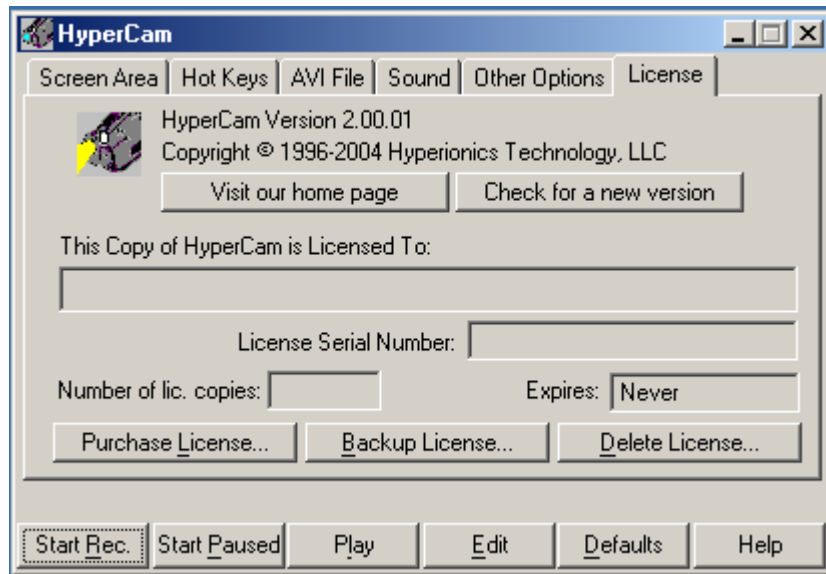 HyperCam
Screen Area Hot Keys AVI File Sound Other Options License
HyperCam Version 2.00.01
Copyright © 1996-2004 Hyperionics Technology, LLC
Visit our home page Check for a new version
This Copy of HyperCam is Licensed To:
License Serial Number:
Number of lic. copies: Expires: Never
Purchase License... Backup License... Delete License...
Start Rec. Start Paused Play Edit Defaults Help